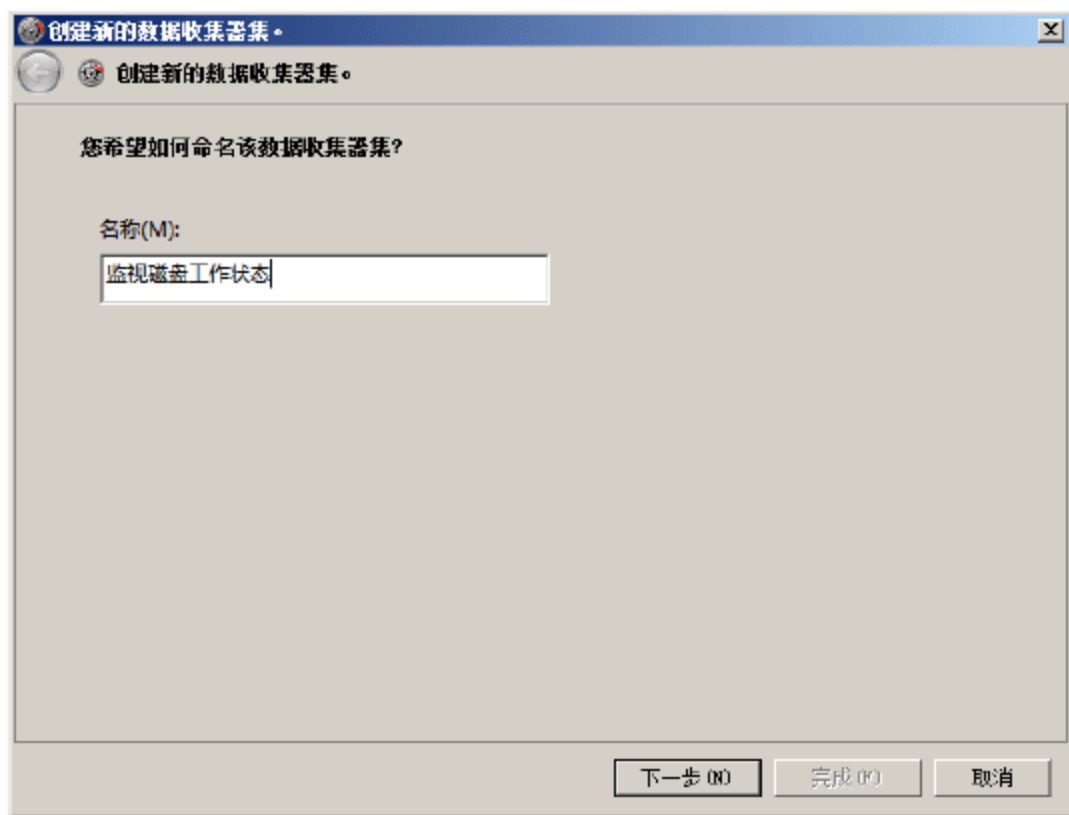 创建新的数据收集器集。
创建新的数据收集器集。
您希望如何命名该数据收集器集?
名称(M):
监视磁盘工作状态
下一步(N) 完成(F) 取消